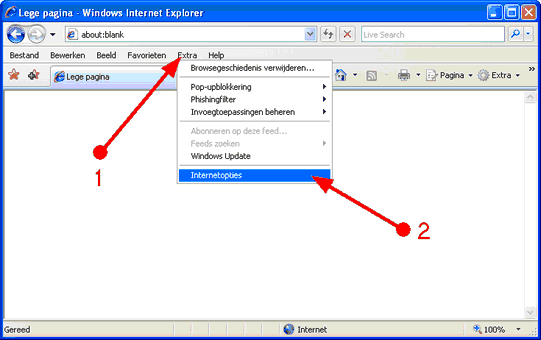 Lege pagina - Windows Internet Explorer
about:blank
Live Search
Bestand Bewerken Beeld Favorieten Extra Help
Lege pagina
Pagina Extra
Browsegeschiedenis verwijderen...
Pop-upblokkering
Phishingfilter
Invoegtoepassingen beheren
Abonneren op deze feed...
Feeds zoeken
Windows Update
Internetopties
1
2
Gereed Internet 100%